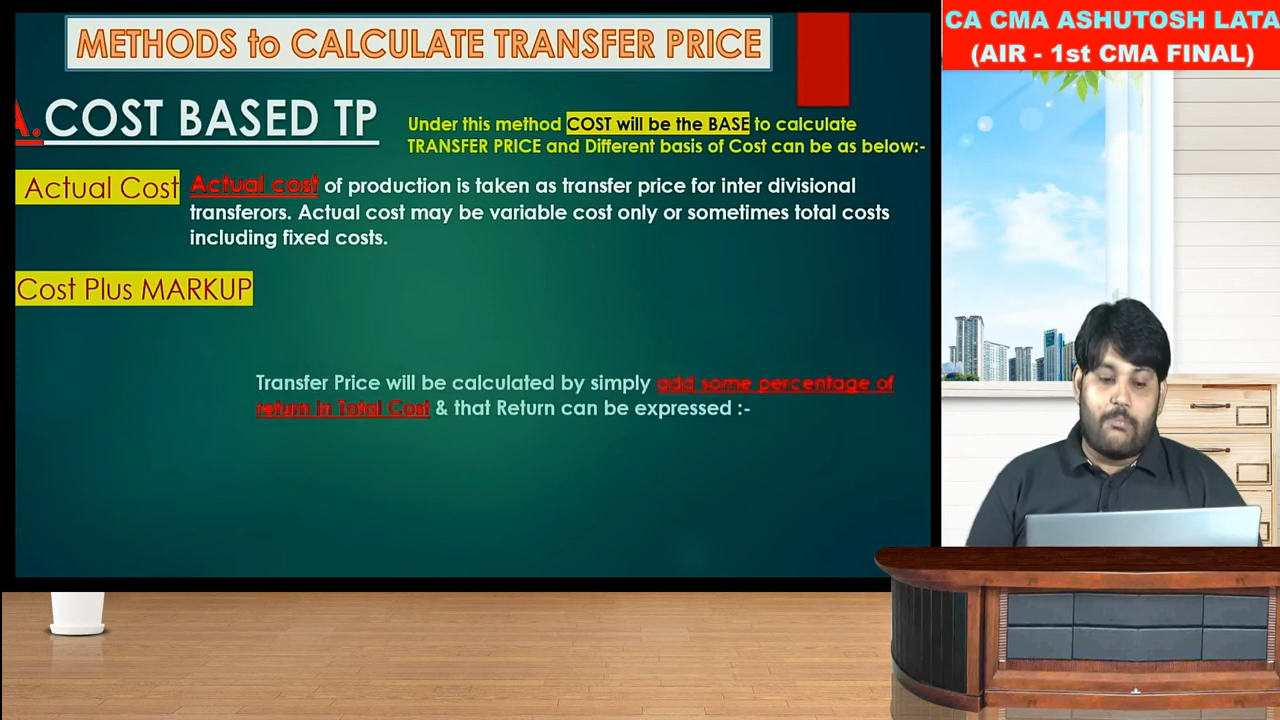 METHODS to CALCULATE TRANSFER PRICE
CA CMA ASHUTOSH LATA
(AIR - 1st CMA FINAL)
A.COST BASED TP
Under this method COST will be the BASE to calculate
TRANSFER PRICE and Different basis of Cost can be as below:-
Actual Cost
Actual cost of production is taken as transfer price for inter divisional
transferors. Actual cost may be variable cost only or sometimes total costs
including fixed costs.
Cost Plus MARKUP
Transfer Price will be calculated by simply add some percentage of
return in Total Cost & that Return can be expressed :-